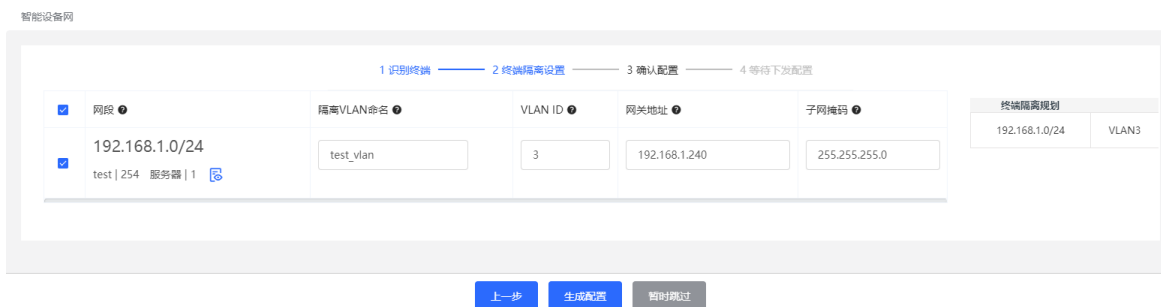 智能设备网
1 识别终端 2 终端隔离设置 3 确认配置 4 等待下发配置
网段 隔离VLAN命名 VLAN ID 网关地址 子网掩码
192.168.1.0/24 test_vlan 3 192.168.1.240 255.255.255.0
test | 254 服务器 | 1
终端隔离规划
192.168.1.0/24 VLAN3
上一步 生成配置 暂时跳过